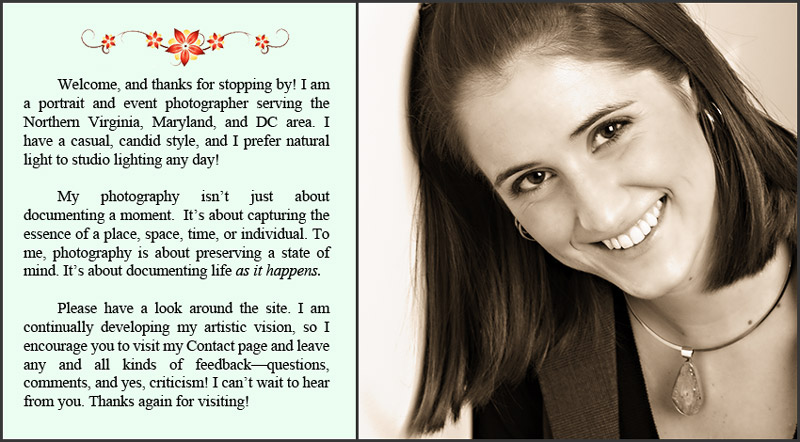 Welcome, and thanks for stopping by! I am
a portrait and event photographer serving the
Northern Virginia, Maryland, and DC area. I
have a casual, candid style, and I prefer natural
light to studio lighting any day!
My photography isn’t just about
documenting a moment. It’s about capturing the
essence of a place, space, time, or individual. To
me, photography is about preserving a state of
mind. It’s about documenting life as it happens.
Please have a look around the site. I am
continually developing my artistic vision, so I
encourage you to visit my Contact page and leave
any and all kinds of feedback—questions,
comments, and yes, criticism! I can’t wait to hear
from you. Thanks again for visiting!